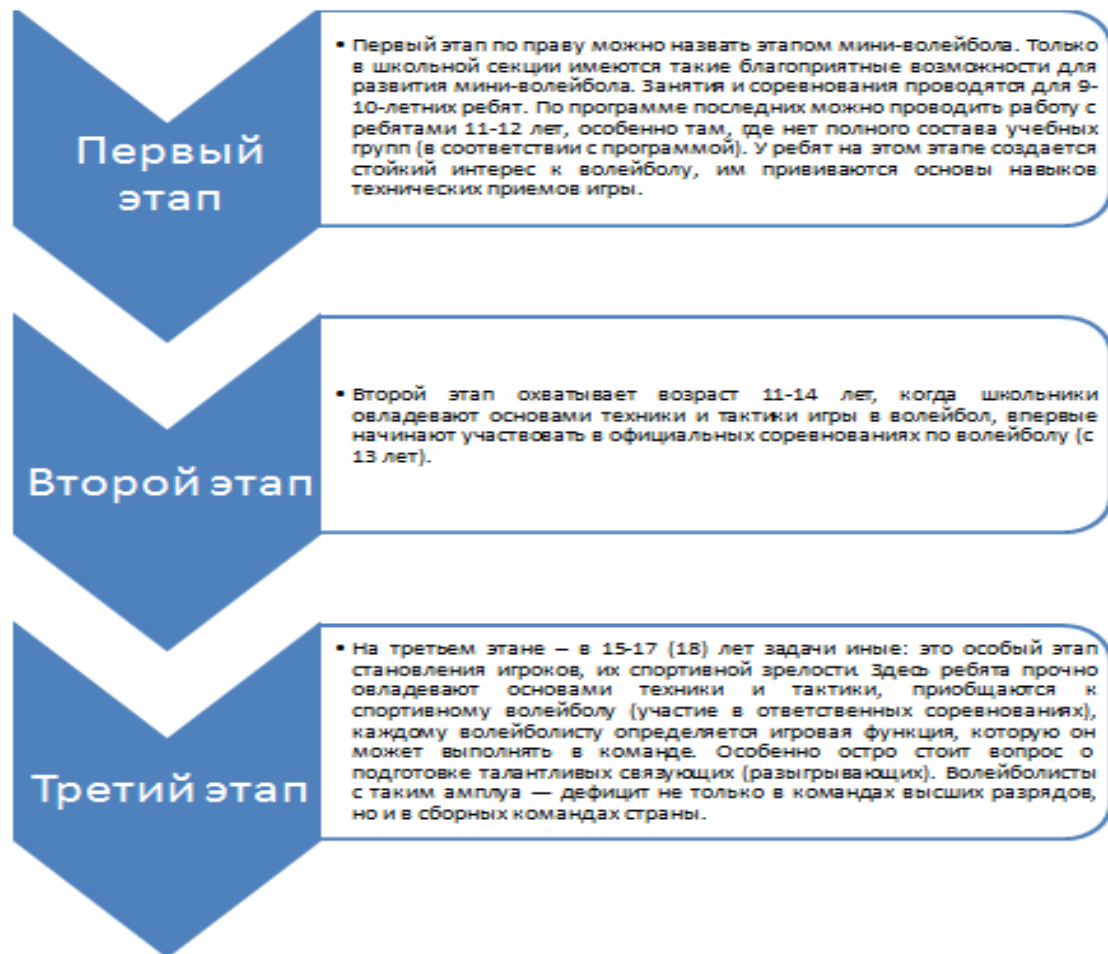 Первый
этап
• Первый этап по праву можно назвать этапом мини-волейбола. Только
в школьной секции имеются такие благоприятные возможности для
развития мини-волейбола. Занятия и соревнования проводятся для 9-
10-летних ребят. По программе последних можно проводить работу с
ребятами 11-12 лет, особенно там, где нет полного состава учебных
групп (в соответствии с программой). У ребят на этом этапе создается
стойкий интерес к волейболу, им прививаются основы навыков
технических приемов игры.
Второй этап
• Второй этап охватывает возраст 11-14 лет, когда школьники
овладевают основами техники и тактики игры в волейбол, впервые
начинают участвовать в официальных соревнованиях по волейболу (с
13 лет).
Третий этап
• На третьем этане – в 15-17 (18) лет задачи иные: это особый этап
становления игроков, их спортивной зрелости. Здесь ребята прочно
овладевают основами техники и тактики, приобщаются к
спортивному волейболу (участие в ответственных соревнованиях),
каждому волейболисту определяется игровая функция, которую он
может выполнять в команде. Особенно остро стоит вопрос о
подготовке талантливых связующих (разыгрывающих). Волейболисты
с таким амплуа — дефицит не только в командах высших разрядов,
но и в сборных командах страны.